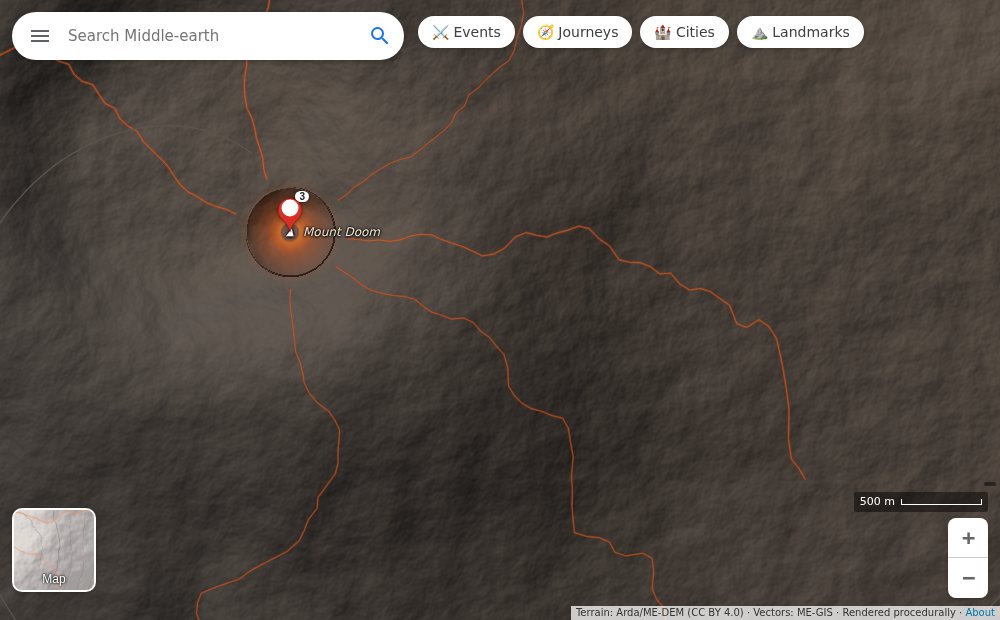 Search Middle-earth
Events
Journeys
Cities
Landmarks
3
Mount Doom
500 m
+
−
Map
Terrain: Arda/ME-DEM (CC BY 4.0) · Vectors: ME-GIS · Rendered procedurally · About